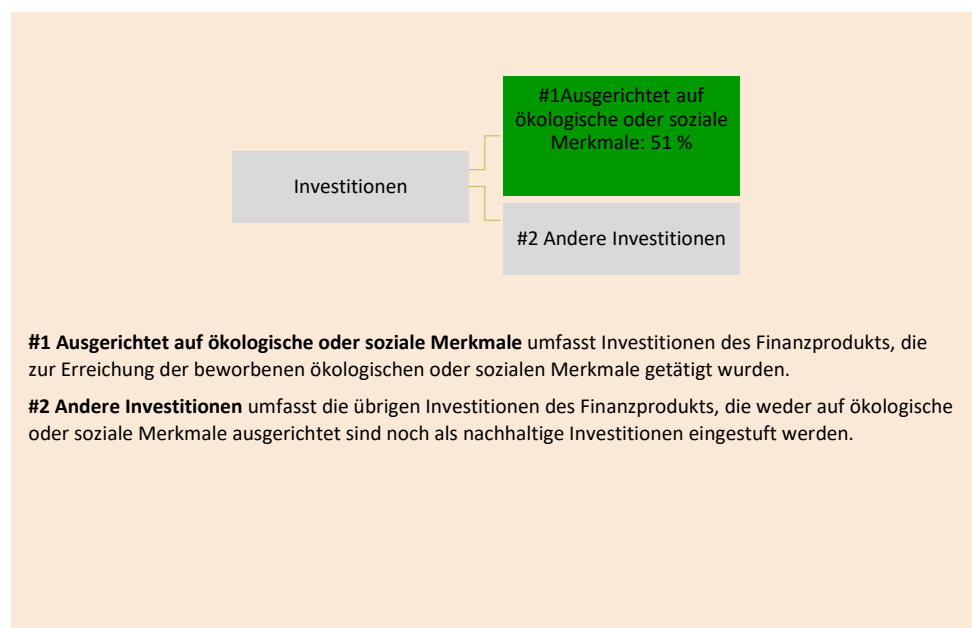 #1Ausgerichtet auf
ökologische oder soziale
Merkmale: 51 %
Investitionen
#2 Andere Investitionen
#1 Ausgerichtet auf ökologische oder soziale Merkmale umfasst Investitionen des Finanzprodukts, die
zur Erreichung der beworbenen ökologischen oder sozialen Merkmale getätigt wurden.
#2 Andere Investitionen umfasst die übrigen Investitionen des Finanzprodukts, die weder auf ökologische
oder soziale Merkmale ausgerichtet sind noch als nachhaltige Investitionen eingestuft werden.